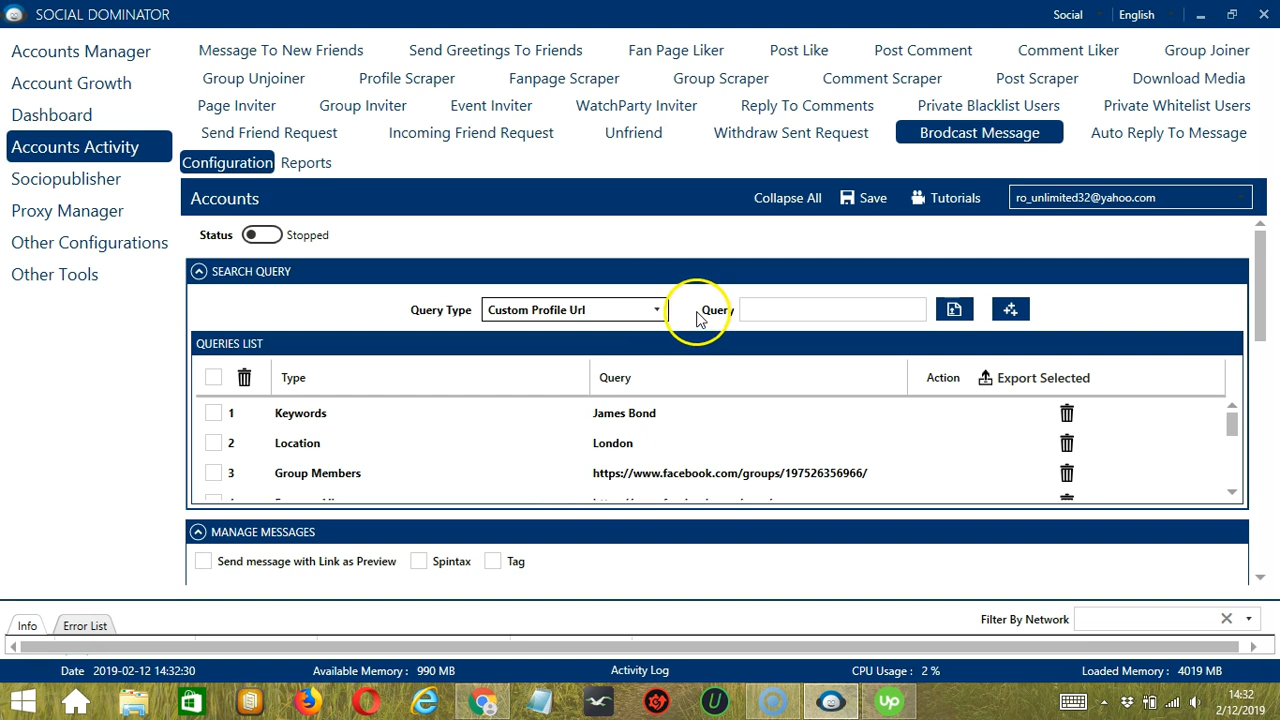 SOCIAL DOMINATOR Social English
Accounts Manager
Account Growth
Dashboard
Accounts Activity
Sociopublisher
Proxy Manager
Other Configurations
Other Tools
Message To New Friends Send Greetings To Friends Fan Page Liker Post Like Post Comment Comment Liker Group Joiner
Group Unjoiner Profile Scraper Fanpage Scraper Group Scraper Comment Scraper Post Scraper Download Media
Page Inviter Group Inviter Event Inviter WatchParty Inviter Reply To Comments Private Blacklist Users Private Whitelist Users
Send Friend Request Incoming Friend Request Unfriend Withdraw Sent Request Brodcast Message Auto Reply To Message
Configuration Reports
Accounts Collapse All Save Tutorials ro_unlimited32@yahoo.com
Status Stopped
SEARCH QUERY
Query Type Custom Profile Url Query
QUERIES LIST
Type Query Action Export Selected
1 Keywords James Bond
2 Location London
3 Group Members https://www.facebook.com/groups/197526356966/
MANAGE MESSAGES
Send message with Link as Preview Spintax Tag
Info Error List Filter By Network
Date 2019-02-12 14:32:30 Available Memory : 990 MB Activity Log CPU Usage : 2 % Loaded Memory : 4019 MB
up
14:32
2/12/2019